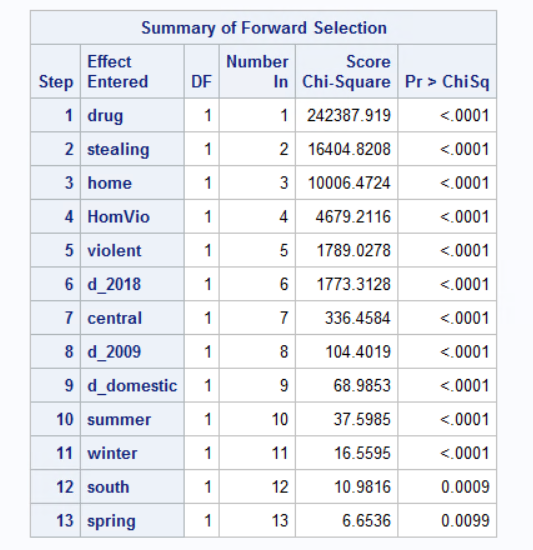 Summary of Forward Selection
Step Effect Entered DF Number In Score Chi-Square Pr > ChiSq
1 drug 1 1 242387.919 <.0001
2 stealing 1 2 16404.8208 <.0001
3 home 1 3 10006.4724 <.0001
4 HomVio 1 4 4679.2116 <.0001
5 violent 1 5 1789.0278 <.0001
6 d_2018 1 6 1773.3128 <.0001
7 central 1 7 336.4584 <.0001
8 d_2009 1 8 104.4019 <.0001
9 d_domestic 1 9 68.9853 <.0001
10 summer 1 10 37.5985 <.0001
11 winter 1 11 16.5595 <.0001
12 south 1 12 10.9816 0.0009
13 spring 1 13 6.6536 0.0099